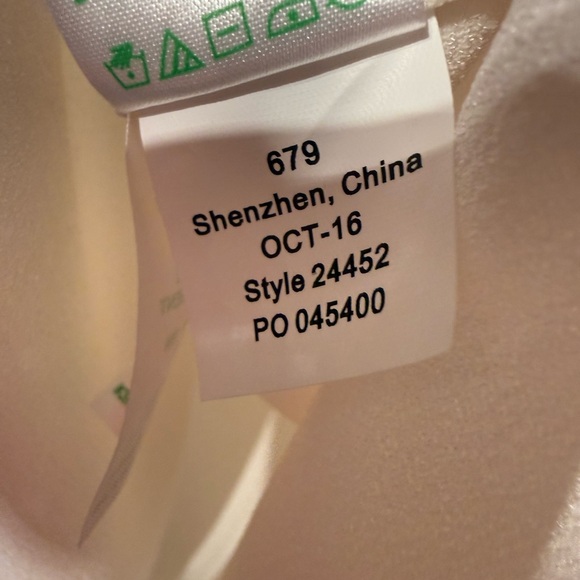 679
Shenzhen, China
OCT-16
Style 24452
PO 045400